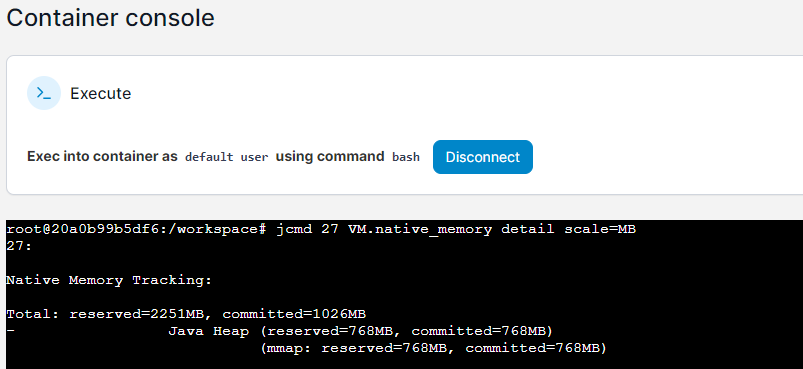 Container console
>_ Execute
Exec into container as default user using command bash Disconnect
root@20a0b99b5df6:/workspace# jcmd 27 VM.native_memory detail scale=MB
27:
Native Memory Tracking:
Total: reserved=2251MB, committed=1026MB
-                 Java Heap (reserved=768MB, committed=768MB)
                            (mmap: reserved=768MB, committed=768MB)